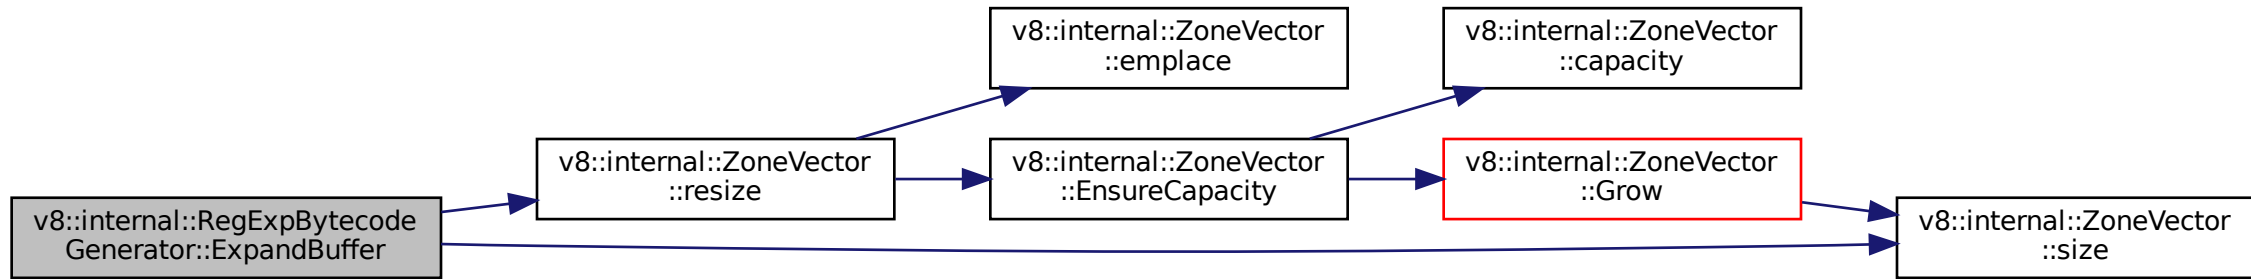 v8::internal::RegExpBytecode
Generator::ExpandBuffer
v8::internal::ZoneVector
::resize
v8::internal::ZoneVector
::emplace
v8::internal::ZoneVector
::EnsureCapacity
v8::internal::ZoneVector
::capacity
v8::internal::ZoneVector
::Grow
v8::internal::ZoneVector
::size